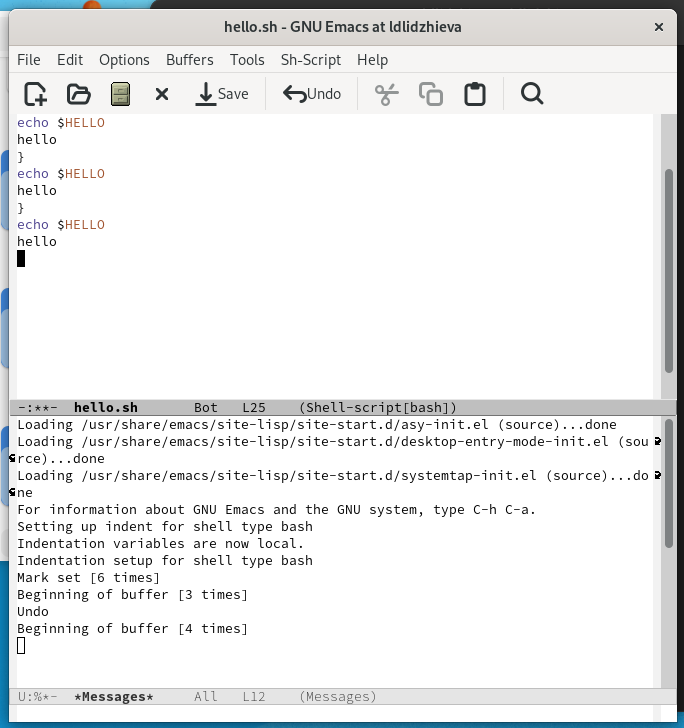 hello.sh - GNU Emacs at ldlidzhieva
File Edit Options Buffers Tools Sh-Script Help
Save Undo
echo $HELLO
hello
}
echo $HELLO
hello
}
echo $HELLO
hello
-:**- hello.sh Bot L25 (Shell-script[bash])
Loading /usr/share/emacs/site-lisp/site-start.d/asy-init.el (source)...done
Loading /usr/share/emacs/site-lisp/site-start.d/desktop-entry-mode-init.el (sou
rce)...done
Loading /usr/share/emacs/site-lisp/site-start.d/systemtap-init.el (source)...do
ne
For information about GNU Emacs and the GNU system, type C-h C-a.
Setting up indent for shell type bash
Indentation variables are now local.
Indentation setup for shell type bash
Mark set [6 times]
Beginning of buffer [3 times]
Undo
Beginning of buffer [4 times]
U:%*- *Messages* All L12 (Messages)